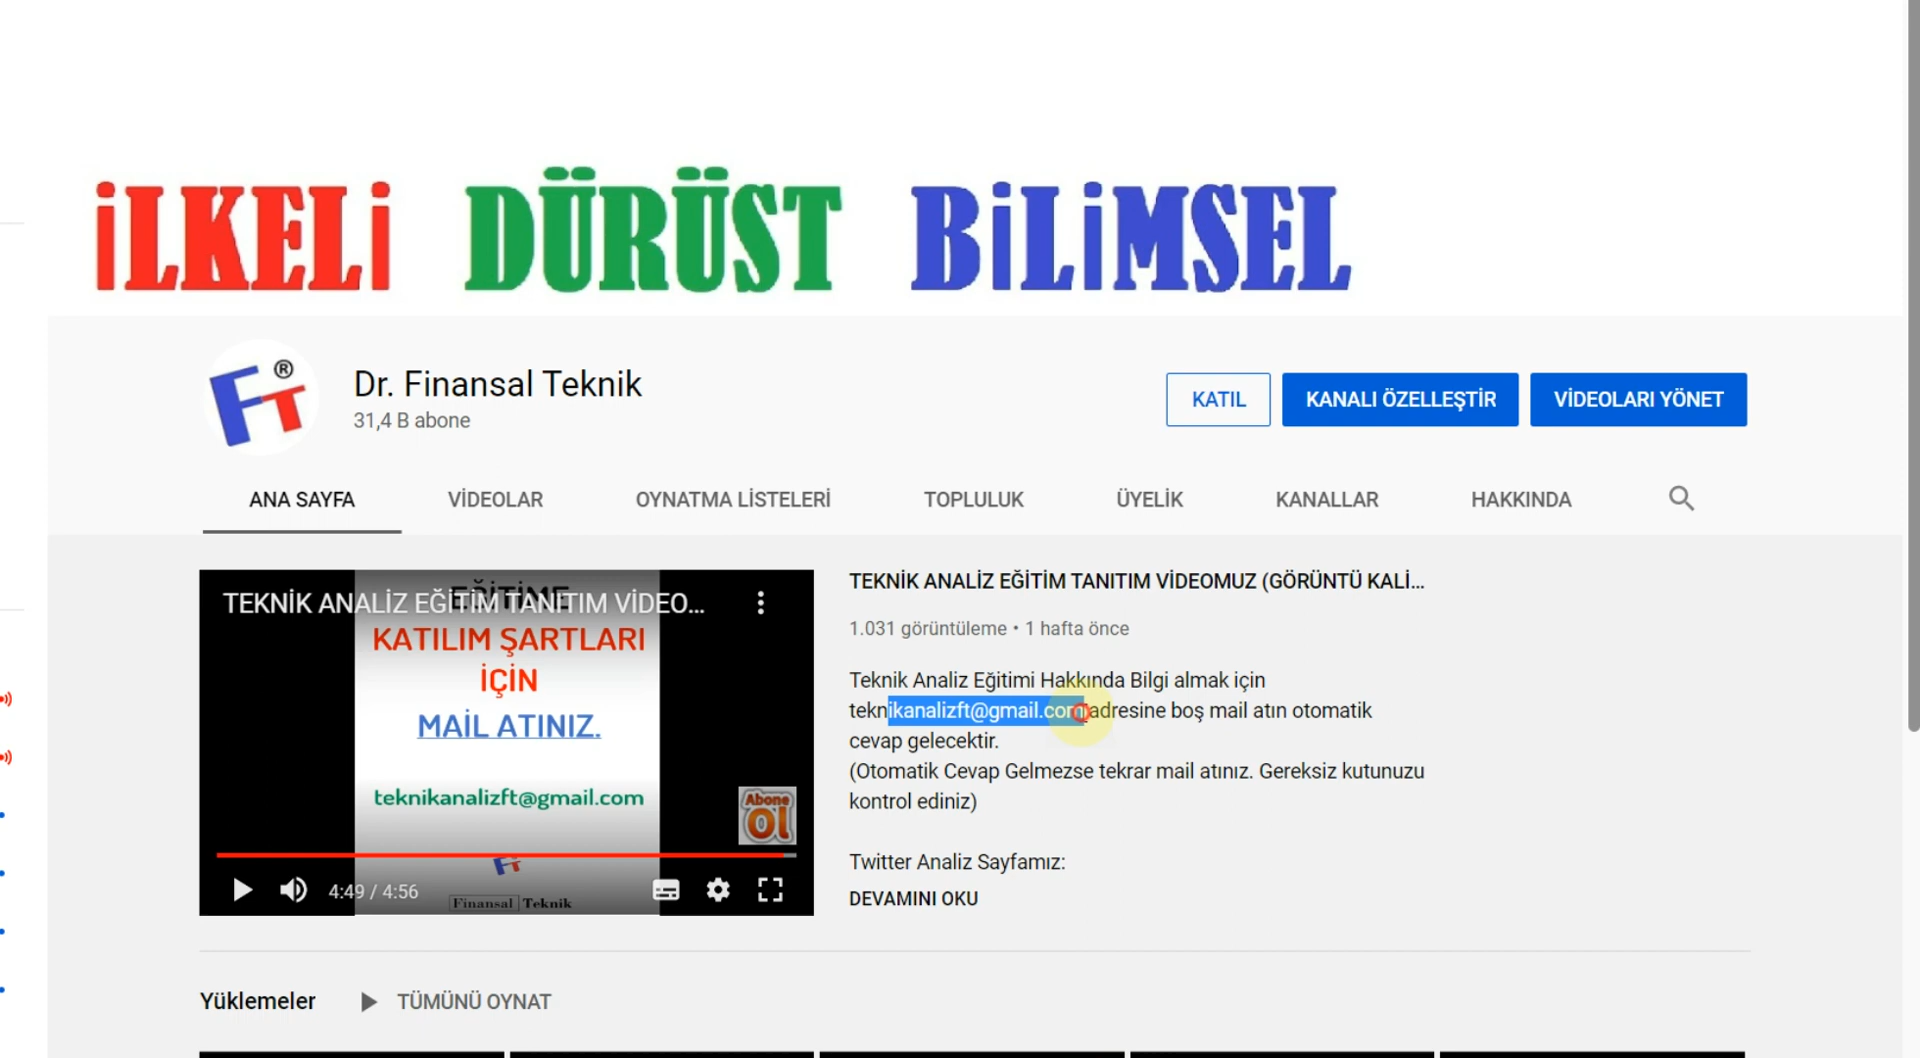 İLKELİ DÜRÜST BİLİMSEL
FT ®
Dr. Finansal Teknik
31,4 B abone
KATIL
KANALI ÖZELLEŞTİR
VİDEOLARI YÖNET
ANA SAYFA
VİDEOLAR
OYNATMA LİSTELERİ
TOPLULUK
ÜYELİK
KANALLAR
HAKKINDA
TEKNİK ANALİZ EĞİTİM TANITIM VİDEO...
EĞİTİME
KATILIM ŞARTLARI
İÇİN
MAİL ATINIZ.
teknikanalizft@gmail.com
Abone
Ol
FT
4:49 / 4:56
Finansal Teknik
TEKNİK ANALİZ EĞİTİM TANITIM VİDEOMUZ (GÖRÜNTÜ KALİ...
1.031 görüntüleme • 1 hafta önce
Teknik Analiz Eğitimi Hakkında Bilgi almak için
teknikanalizft@gmail.com adresine boş mail atın otomatik
cevap gelecektir.
(Otomatik Cevap Gelmezse tekrar mail atınız. Gereksiz kutunuzu
kontrol ediniz)
Twitter Analiz Sayfamız:
DEVAMINI OKU
Yüklemeler
TÜMÜNÜ OYNAT